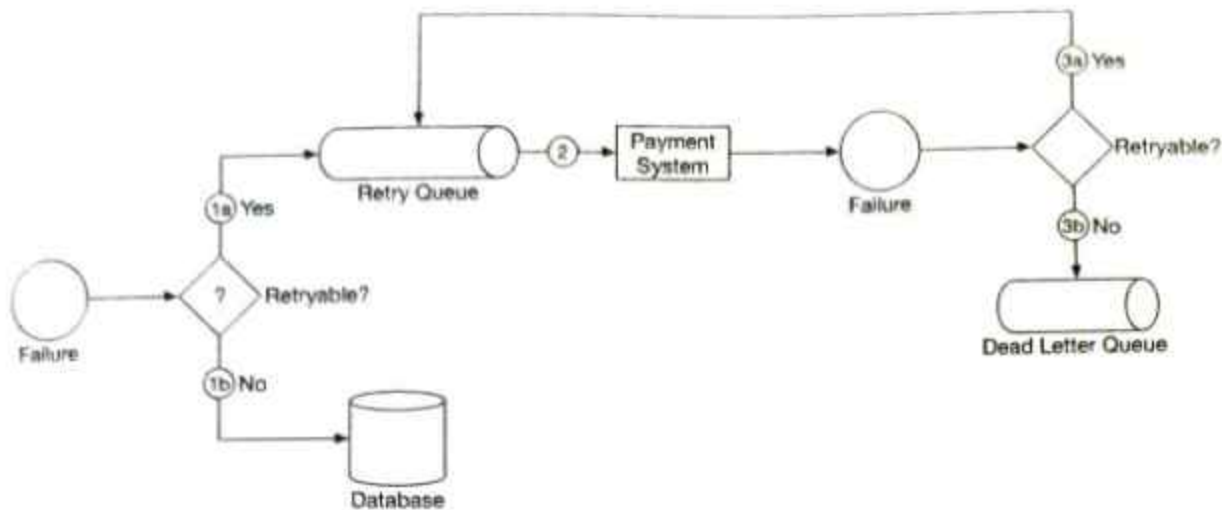 3a Yes
2
Payment
System
Retryable?
Retry Queue
Failure
1a Yes
3b No
? Retryable?
Failure
Dead Letter Queue
1b No
Database